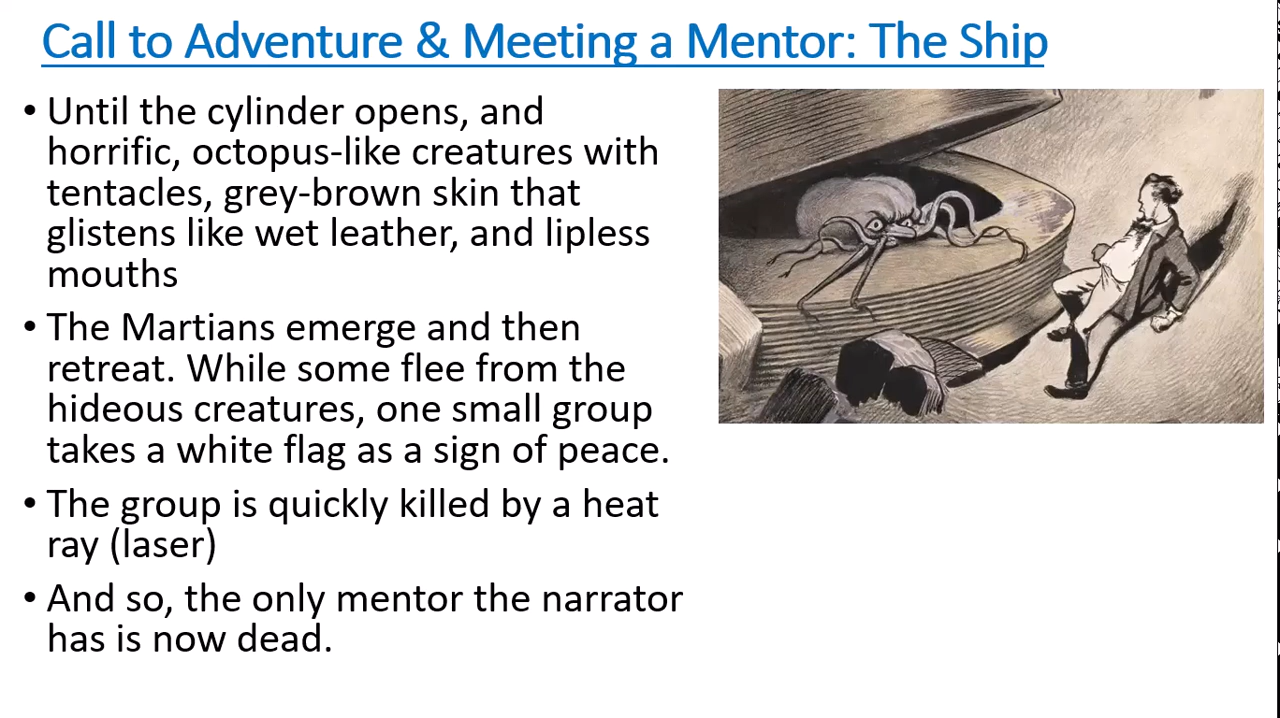 Call to Adventure & Meeting a Mentor: The Ship
• Until the cylinder opens, and
horrific, octopus-like creatures with
tentacles, grey-brown skin that
glistens like wet leather, and lipless
mouths
• The Martians emerge and then
retreat. While some flee from the
hideous creatures, one small group
takes a white flag as a sign of peace.
• The group is quickly killed by a heat
ray (laser)
• And so, the only mentor the narrator
has is now dead.